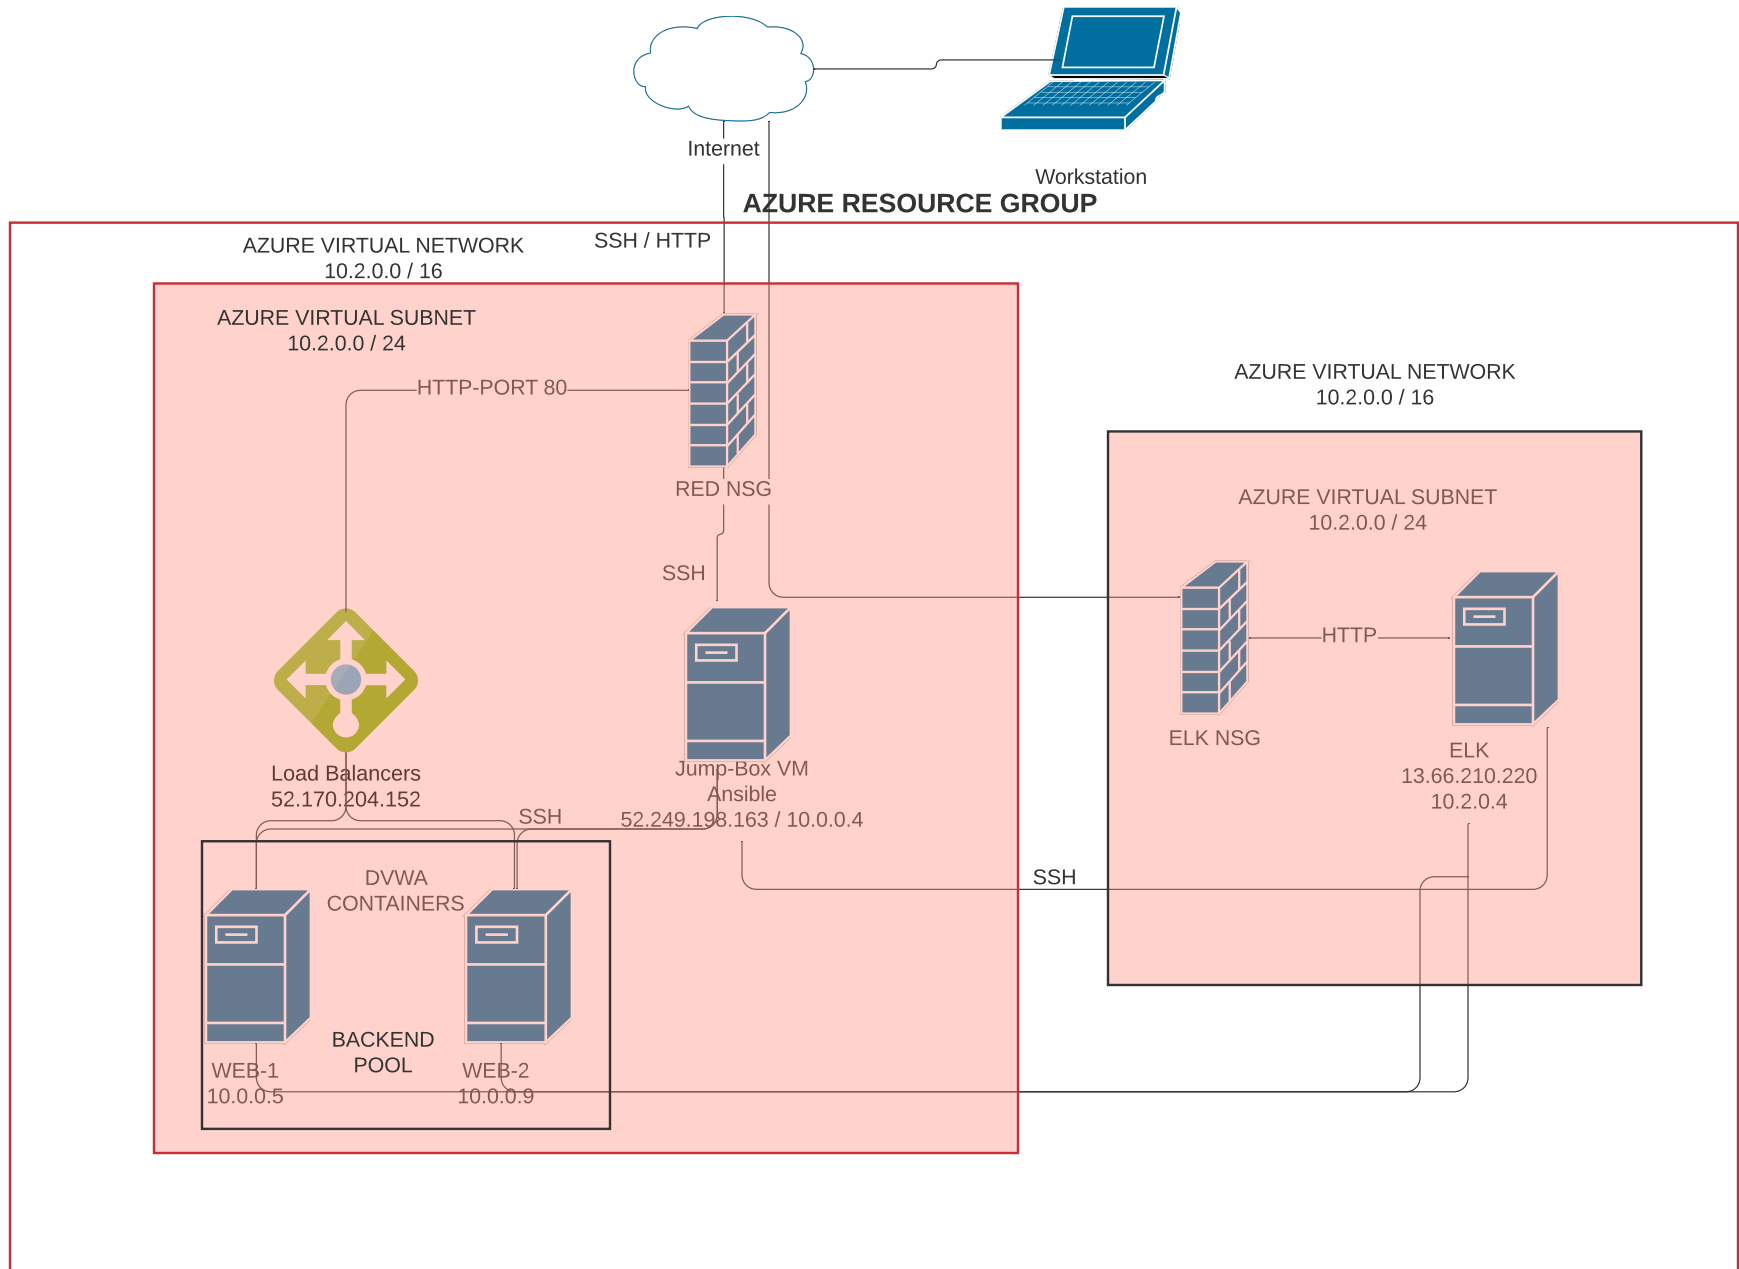 Internet
Workstation
AZURE RESOURCE GROUP
SSH / HTTP
AZURE VIRTUAL NETWORK
10.2.0.0 / 16
AZURE VIRTUAL SUBNET
10.2.0.0 / 24
HTTP-PORT 80
RED NSG
SSH
Load Balancers
52.170.204.152
Jump-Box VM
Ansible
52.249.198.163 / 10.0.0.4
SSH
DVWA
CONTAINERS
BACKEND
POOL
WEB-1
10.0.0.5
WEB-2
10.0.0.9
SSH
AZURE VIRTUAL NETWORK
10.2.0.0 / 16
AZURE VIRTUAL SUBNET
10.2.0.0 / 24
HTTP
ELK NSG
ELK
13.66.210.220
10.2.0.4